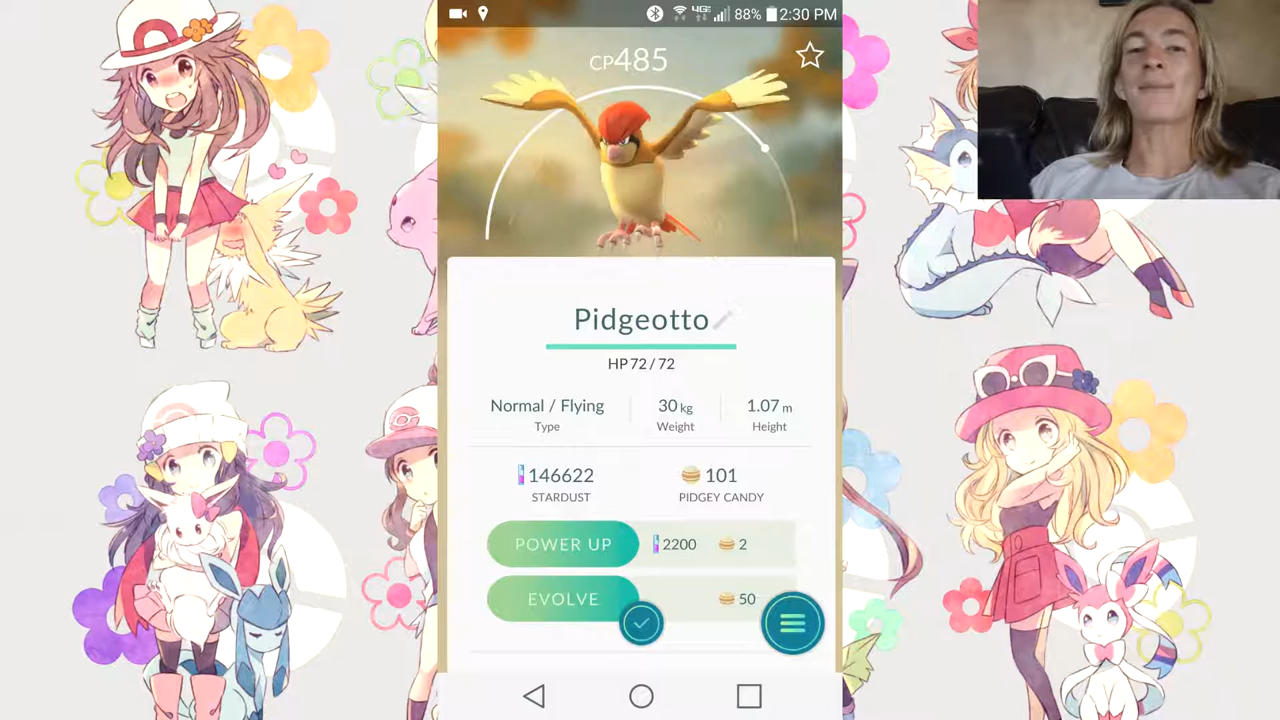 4G 88% 2:30 PM
CP485
Pidgeotto
HP 72 / 72
Normal / Flying 30 kg 1.07 m
Type Weight Height
146622 101
STARDUST PIDGEY CANDY
POWER UP 2200 2
EVOLVE 50